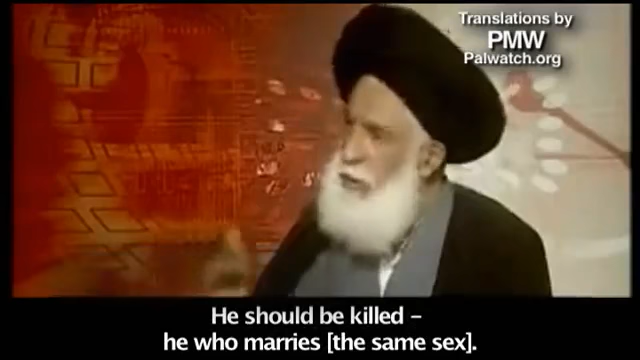 Translations by
PMW
Palwatch.org
He should be killed –
he who marries [the same sex].